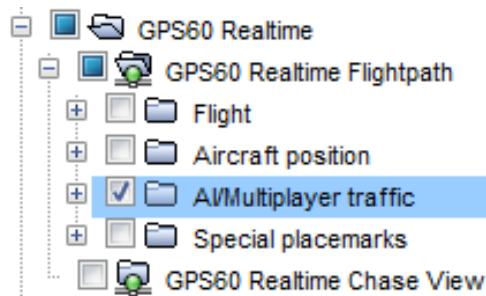 GPS60 Realtime
GPS60 Realtime Flightpath
Flight
Aircraft position
AI/Multiplayer traffic
Special placemarks
GPS60 Realtime Chase View